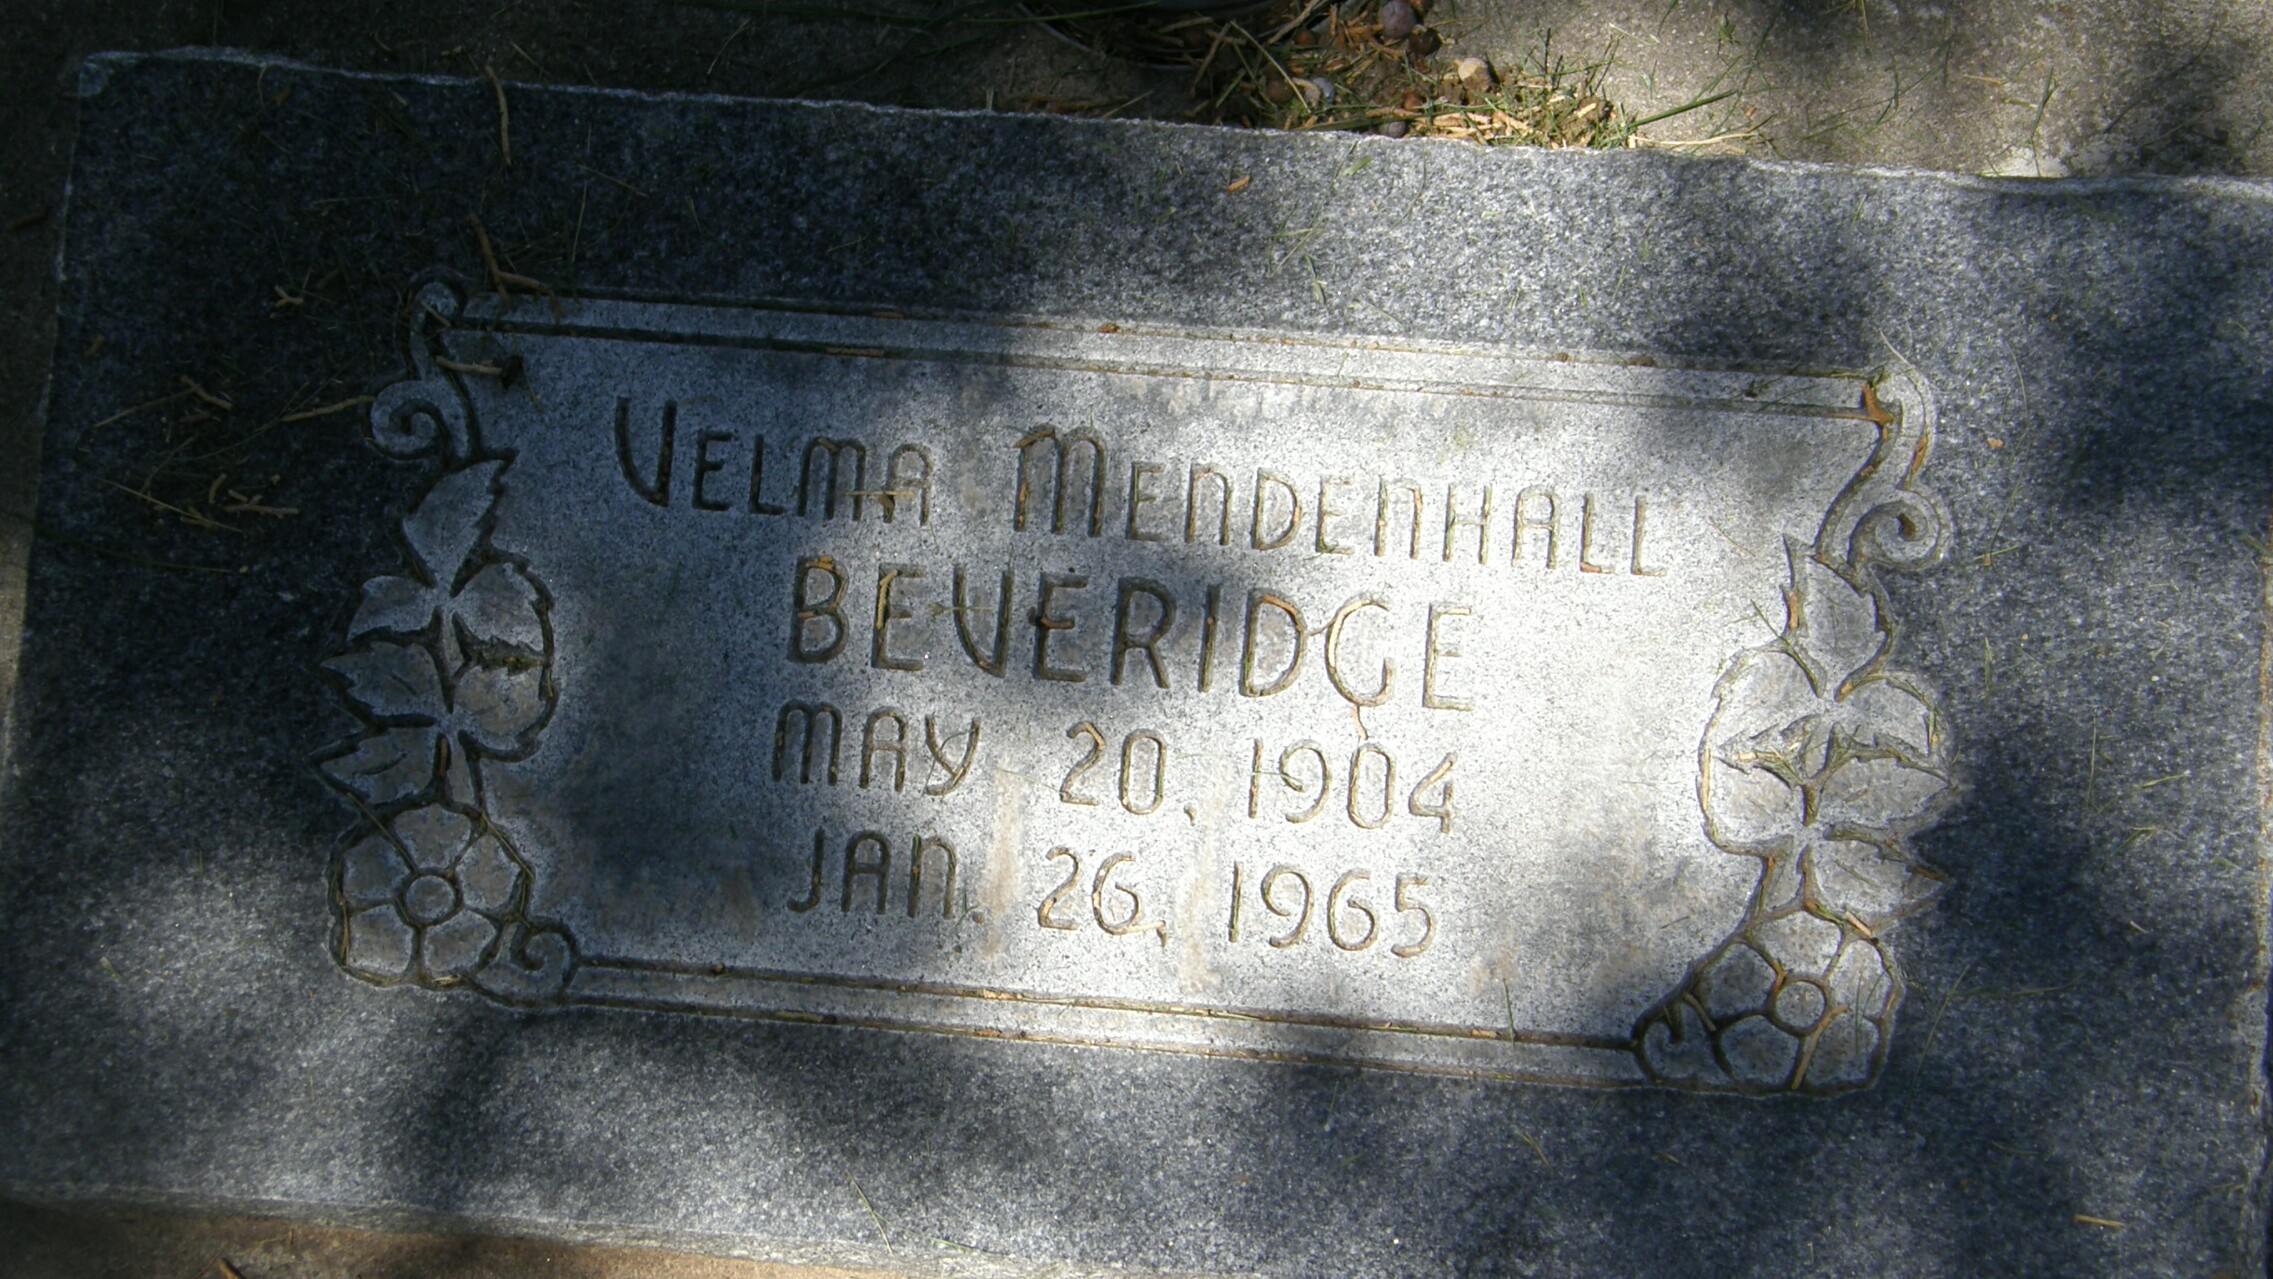 VELMA MENDENHALL
BEVERIDGE
MAY 20, 1904
JAN. 26, 1965